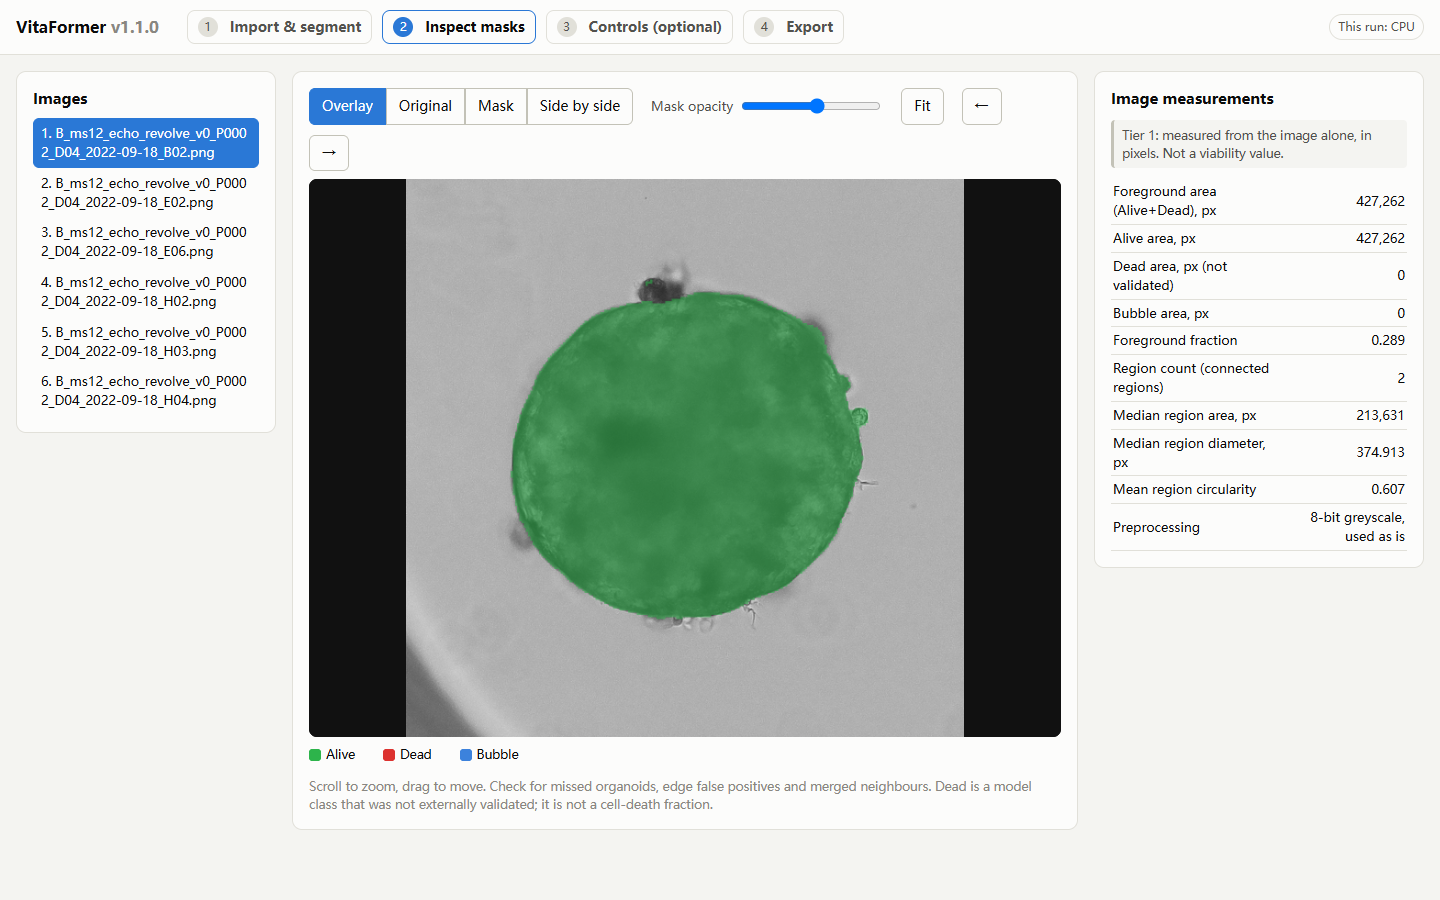 VitaFormer v1.1.0
1 Import & segment
2 Inspect masks
3 Controls (optional)
4 Export
This run: CPU
Images
1. B_ms12_echo_revolve_v0_P000
2_D04_2022-09-18_B02.png
2. B_ms12_echo_revolve_v0_P000
2_D04_2022-09-18_E02.png
3. B_ms12_echo_revolve_v0_P000
2_D04_2022-09-18_E06.png
4. B_ms12_echo_revolve_v0_P000
2_D04_2022-09-18_H02.png
5. B_ms12_echo_revolve_v0_P000
2_D04_2022-09-18_H03.png
6. B_ms12_echo_revolve_v0_P000
2_D04_2022-09-18_H04.png
Overlay Original Mask Side by side Mask opacity Fit ←
→
Alive Dead Bubble
Scroll to zoom, drag to move. Check for missed organoids, edge false positives and merged neighbours. Dead is a model
class that was not externally validated; it is not a cell-death fraction.
Image measurements
Tier 1: measured from the image alone, in
pixels. Not a viability value.
Foreground area
(Alive+Dead), px 427,262
Alive area, px 427,262
Dead area, px (not
validated) 0
Bubble area, px 0
Foreground fraction 0.289
Region count (connected
regions) 2
Median region area, px 213,631
Median region diameter,
px 374.913
Mean region circularity 0.607
Preprocessing 8-bit greyscale,
used as is